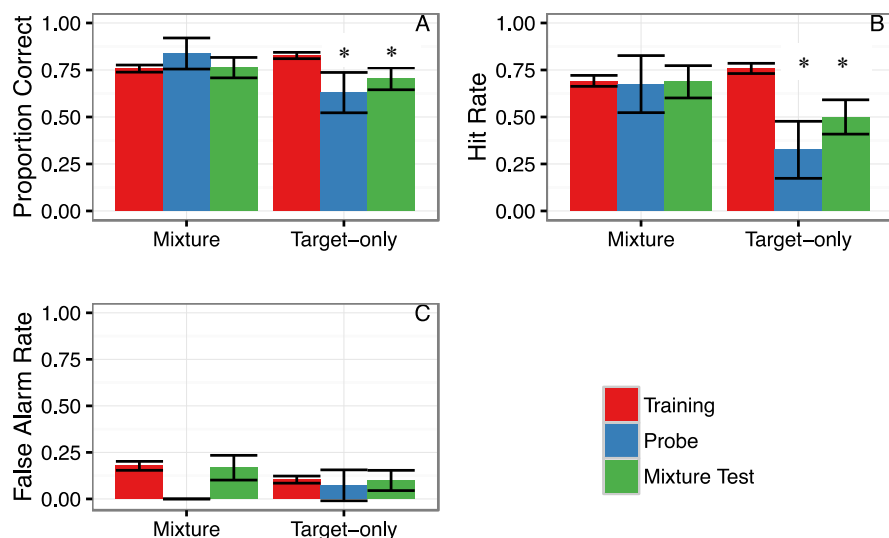 A
Proportion Correct
1.00
0.75
0.50
0.25
0.00
* *
Mixture Target−only
B
Hit Rate
1.00
0.75
0.50
0.25
0.00
* *
Mixture Target−only
C
False Alarm Rate
1.00
0.75
0.50
0.25
0.00
Mixture Target−only
Training
Probe
Mixture Test